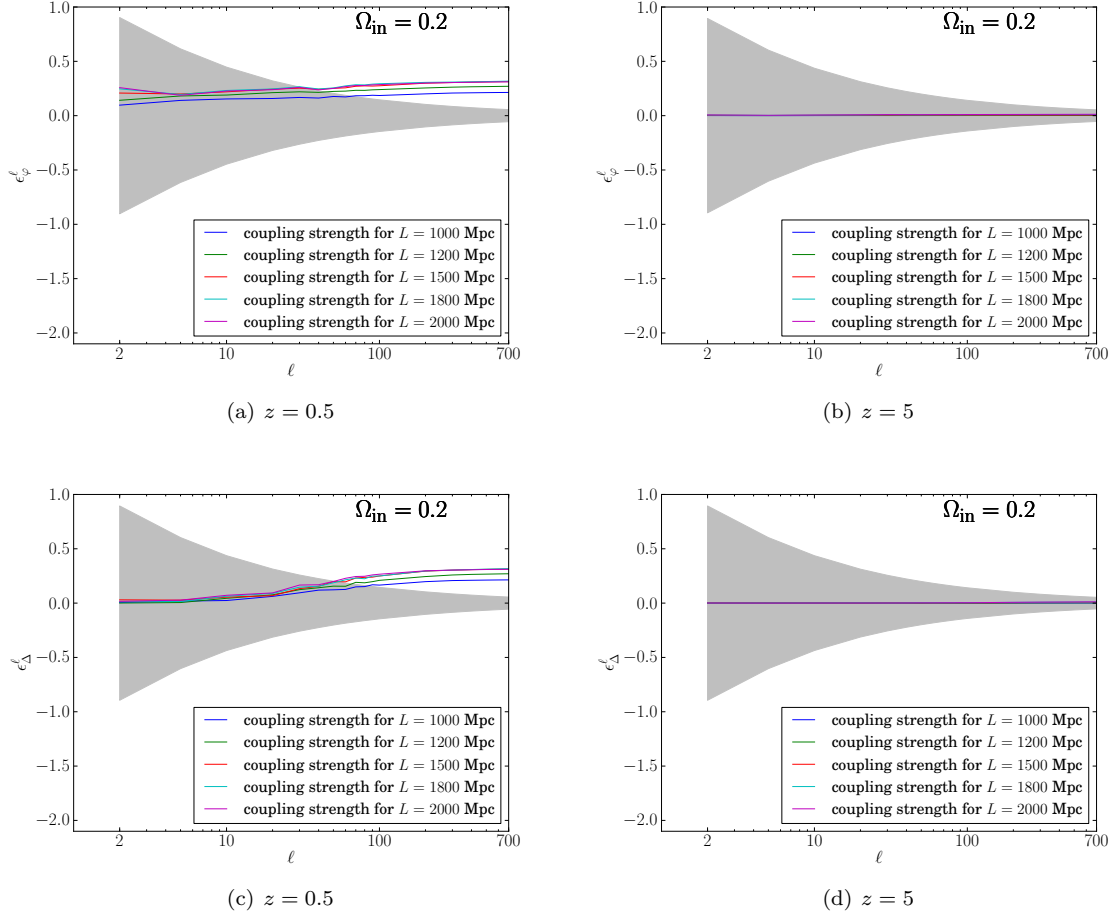 Ω_in = 0.2
1.0
0.5
0.0
−0.5
−1.0
−1.5
−2.0
ϵ_φ^ℓ
coupling strength for L = 1000 Mpc
coupling strength for L = 1200 Mpc
coupling strength for L = 1500 Mpc
coupling strength for L = 1800 Mpc
coupling strength for L = 2000 Mpc
2 10 100 700
ℓ
(a) z = 0.5
Ω_in = 0.2
1.0
0.5
0.0
−0.5
−1.0
−1.5
−2.0
ϵ_φ^ℓ
coupling strength for L = 1000 Mpc
coupling strength for L = 1200 Mpc
coupling strength for L = 1500 Mpc
coupling strength for L = 1800 Mpc
coupling strength for L = 2000 Mpc
2 10 100 700
ℓ
(b) z = 5
Ω_in = 0.2
1.0
0.5
0.0
−0.5
−1.0
−1.5
−2.0
ϵ_Δ^ℓ
coupling strength for L = 1000 Mpc
coupling strength for L = 1200 Mpc
coupling strength for L = 1500 Mpc
coupling strength for L = 1800 Mpc
coupling strength for L = 2000 Mpc
2 10 100 700
ℓ
(c) z = 0.5
Ω_in = 0.2
1.0
0.5
0.0
−0.5
−1.0
−1.5
−2.0
ϵ_Δ^ℓ
coupling strength for L = 1000 Mpc
coupling strength for L = 1200 Mpc
coupling strength for L = 1500 Mpc
coupling strength for L = 1800 Mpc
coupling strength for L = 2000 Mpc
2 10 100 700
ℓ
(d) z = 5